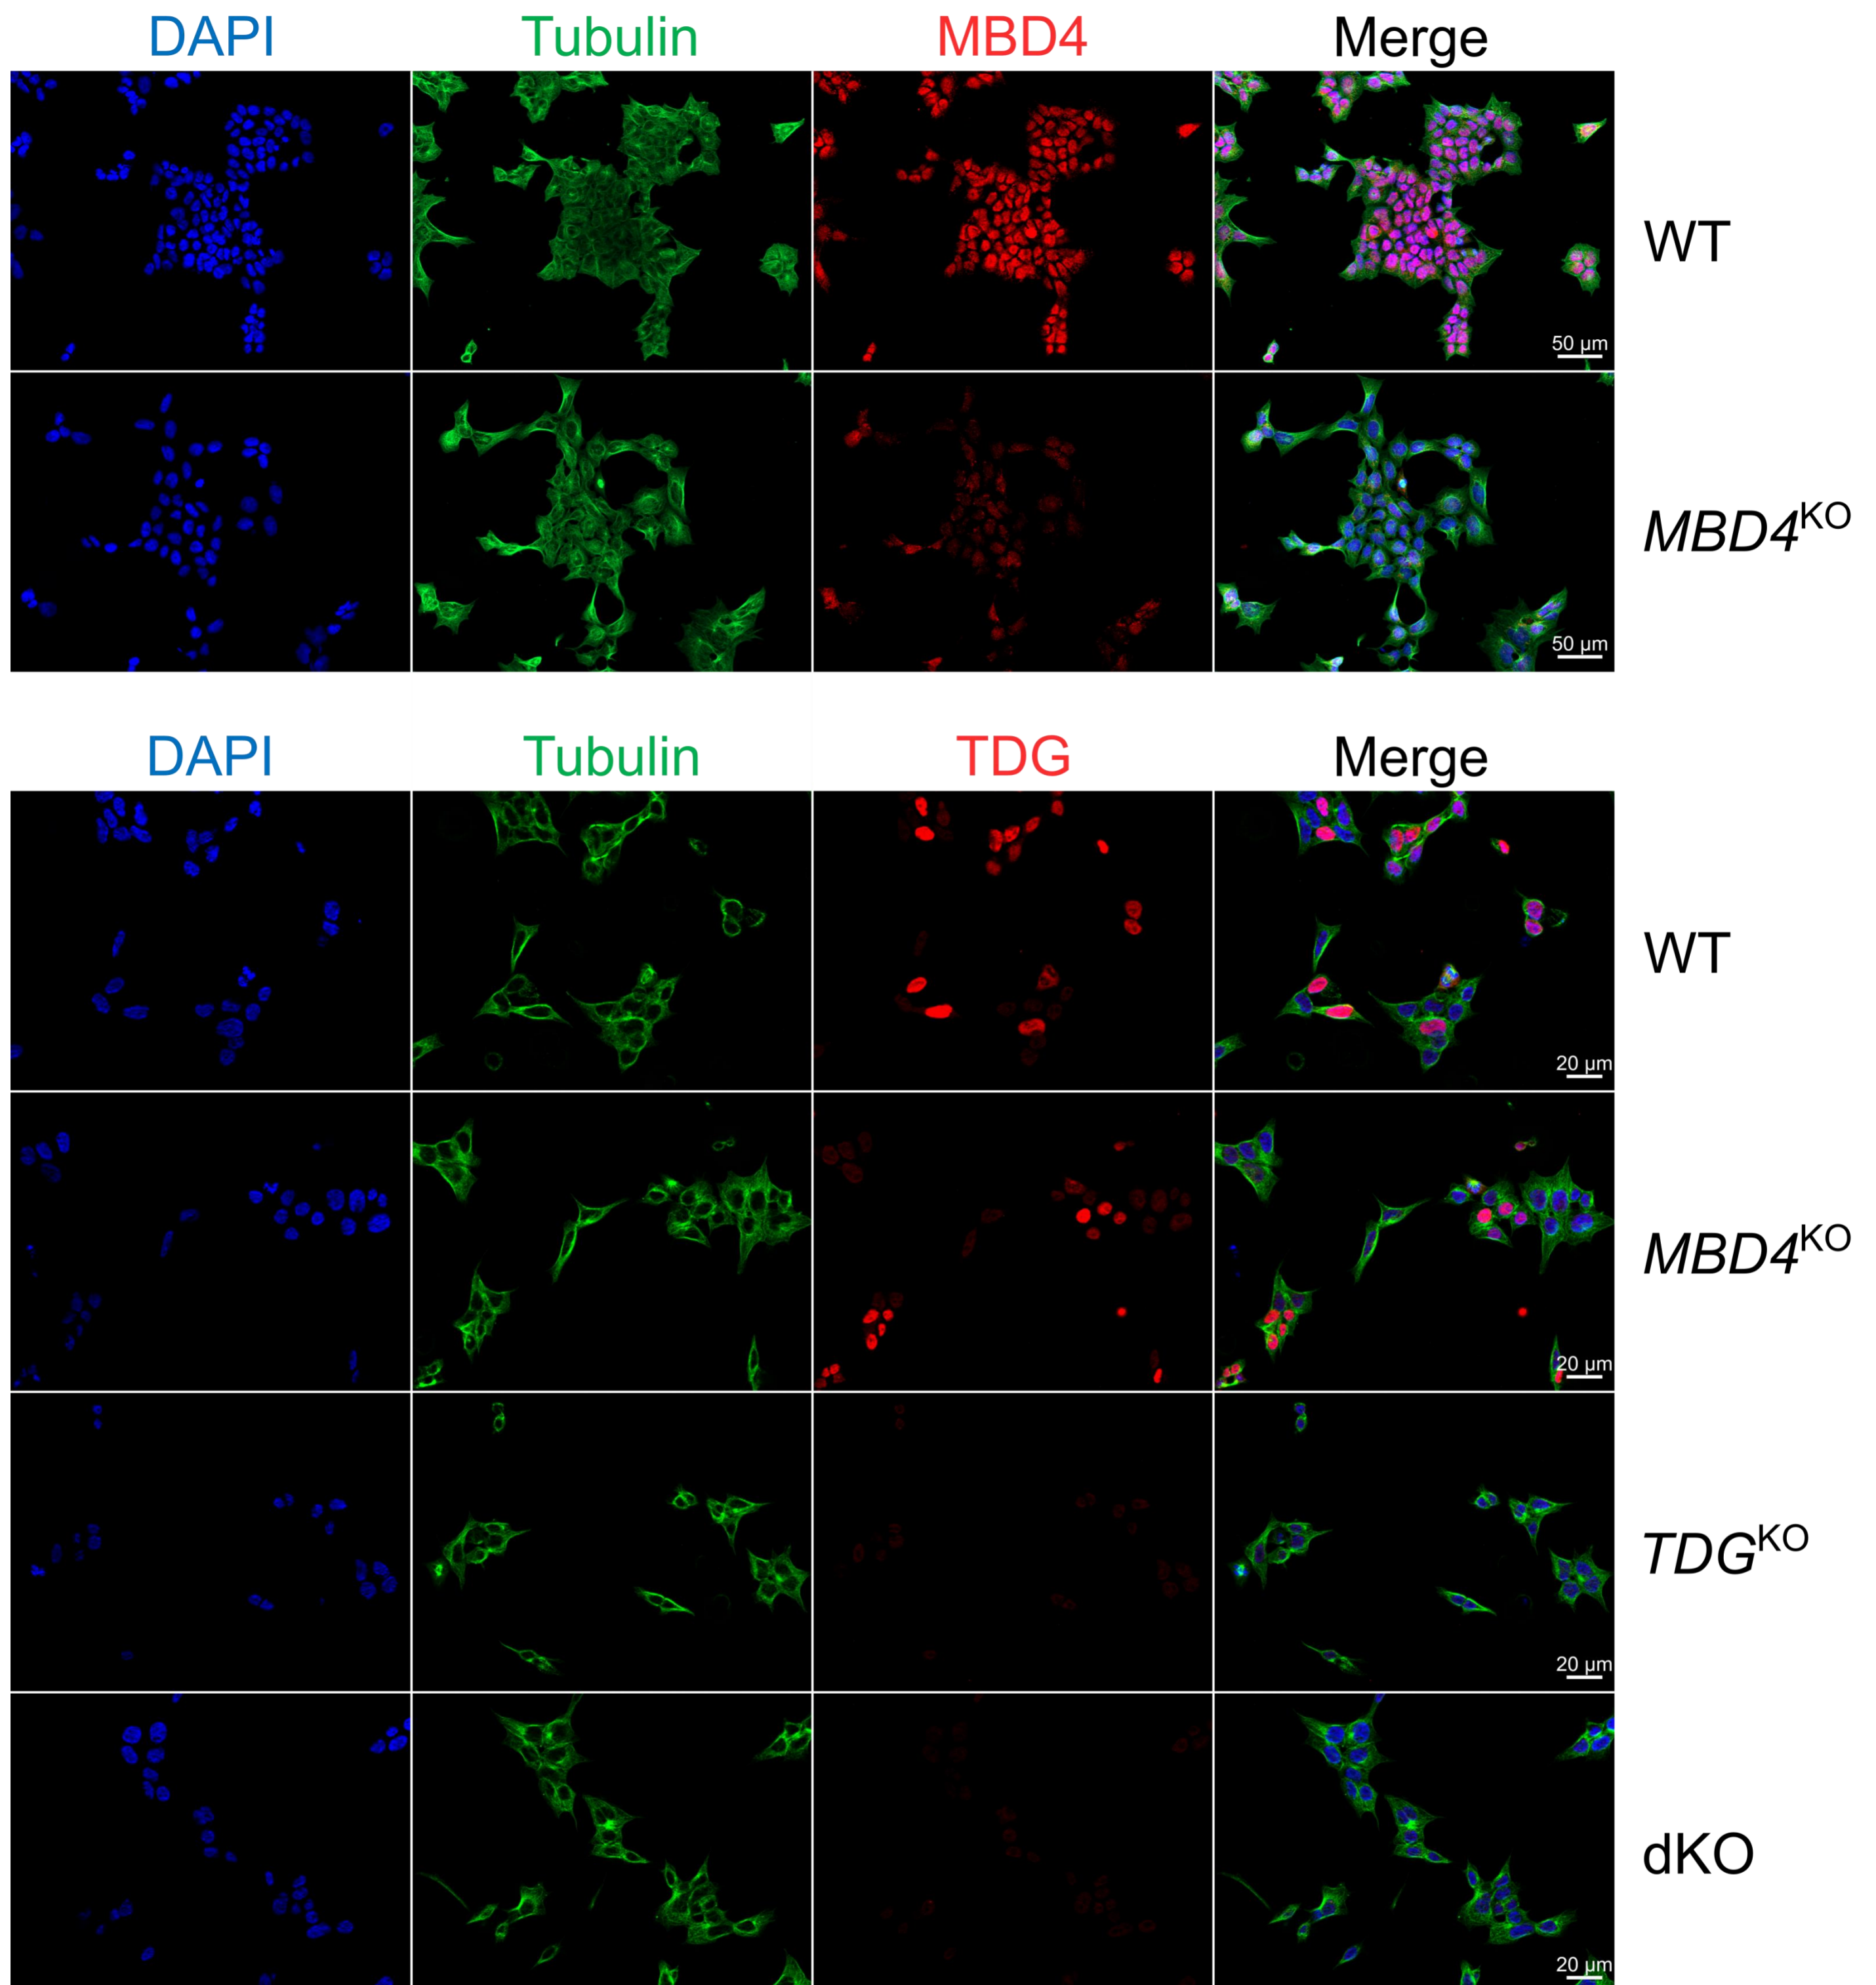 DAPI Tubulin MBD4 Merge
WT
50 µm
MBD4KO
50 µm
DAPI Tubulin TDG Merge
WT
20 µm
MBD4KO
20 µm
TDGKO
20 µm
dKO
20 µm